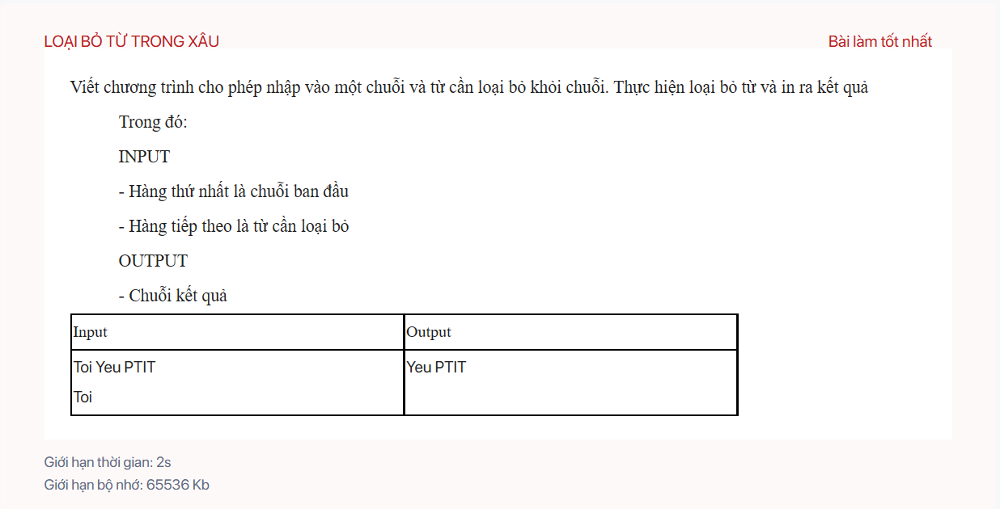 LOẠI BỎ TỪ TRONG XÂU
Bài làm tốt nhất
Viết chương trình cho phép nhập vào một chuỗi và từ cần loại bỏ khỏi chuỗi. Thực hiện loại bỏ từ và in ra kết quả
Trong đó:
INPUT
- Hàng thứ nhất là chuỗi ban đầu
- Hàng tiếp theo là từ cần loại bỏ
OUTPUT
- Chuỗi kết quả
Input
Output
Toi Yeu PTIT
Toi
Yeu PTIT
Giới hạn thời gian: 2s
Giới hạn bộ nhớ: 65536 Kb